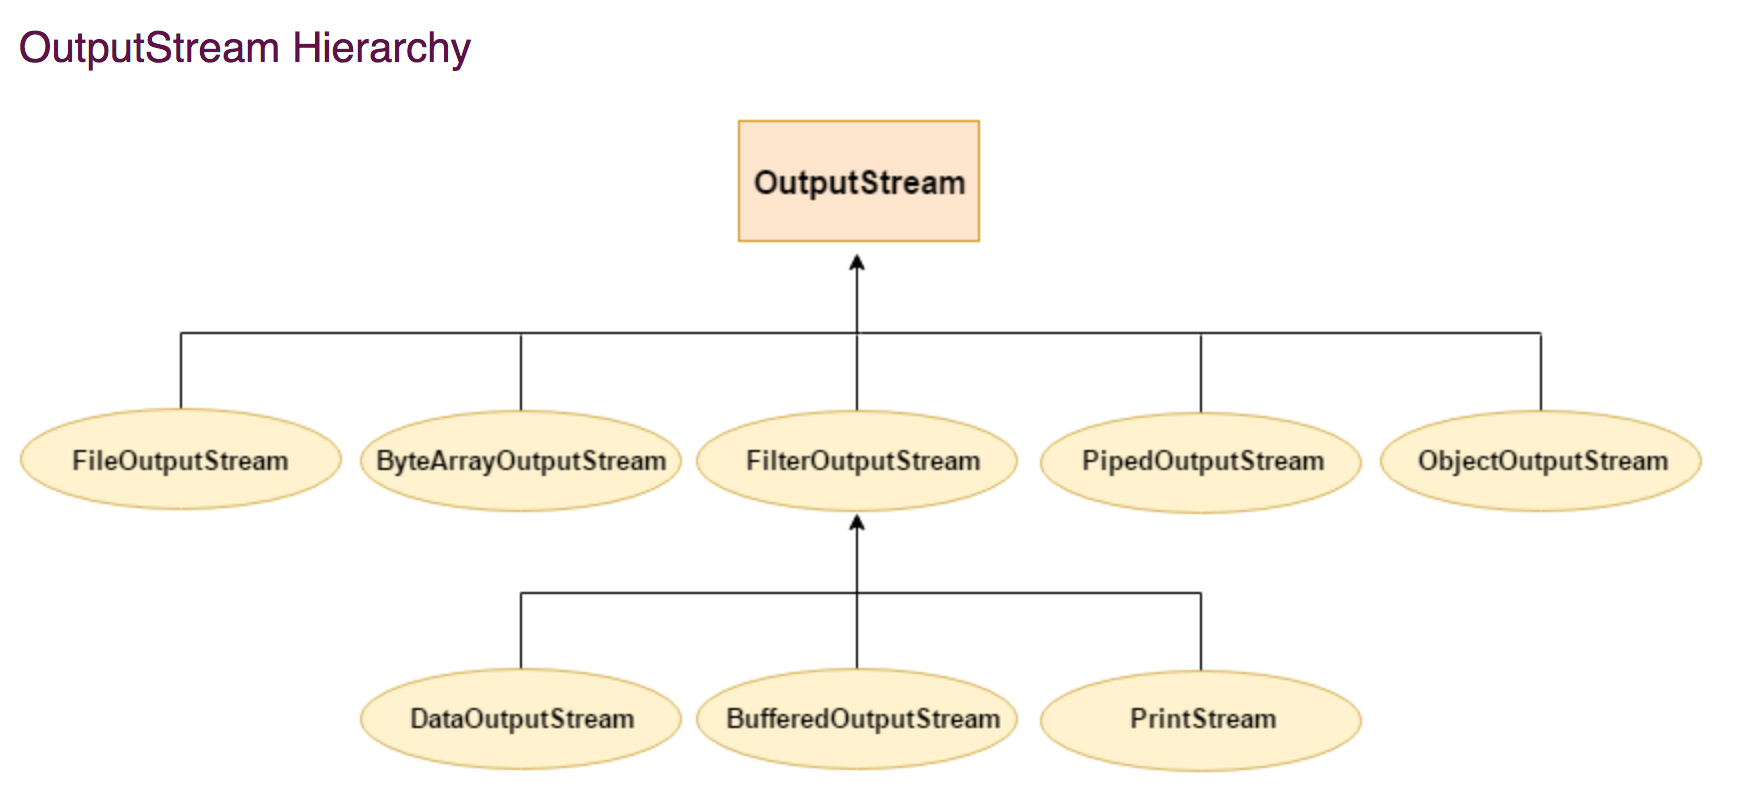 OutputStream Hierarchy
OutputStream
FileOutputStream
ByteArrayOutputStream
FilterOutputStream
PipedOutputStream
ObjectOutputStream
DataOutputStream
BufferedOutputStream
PrintStream